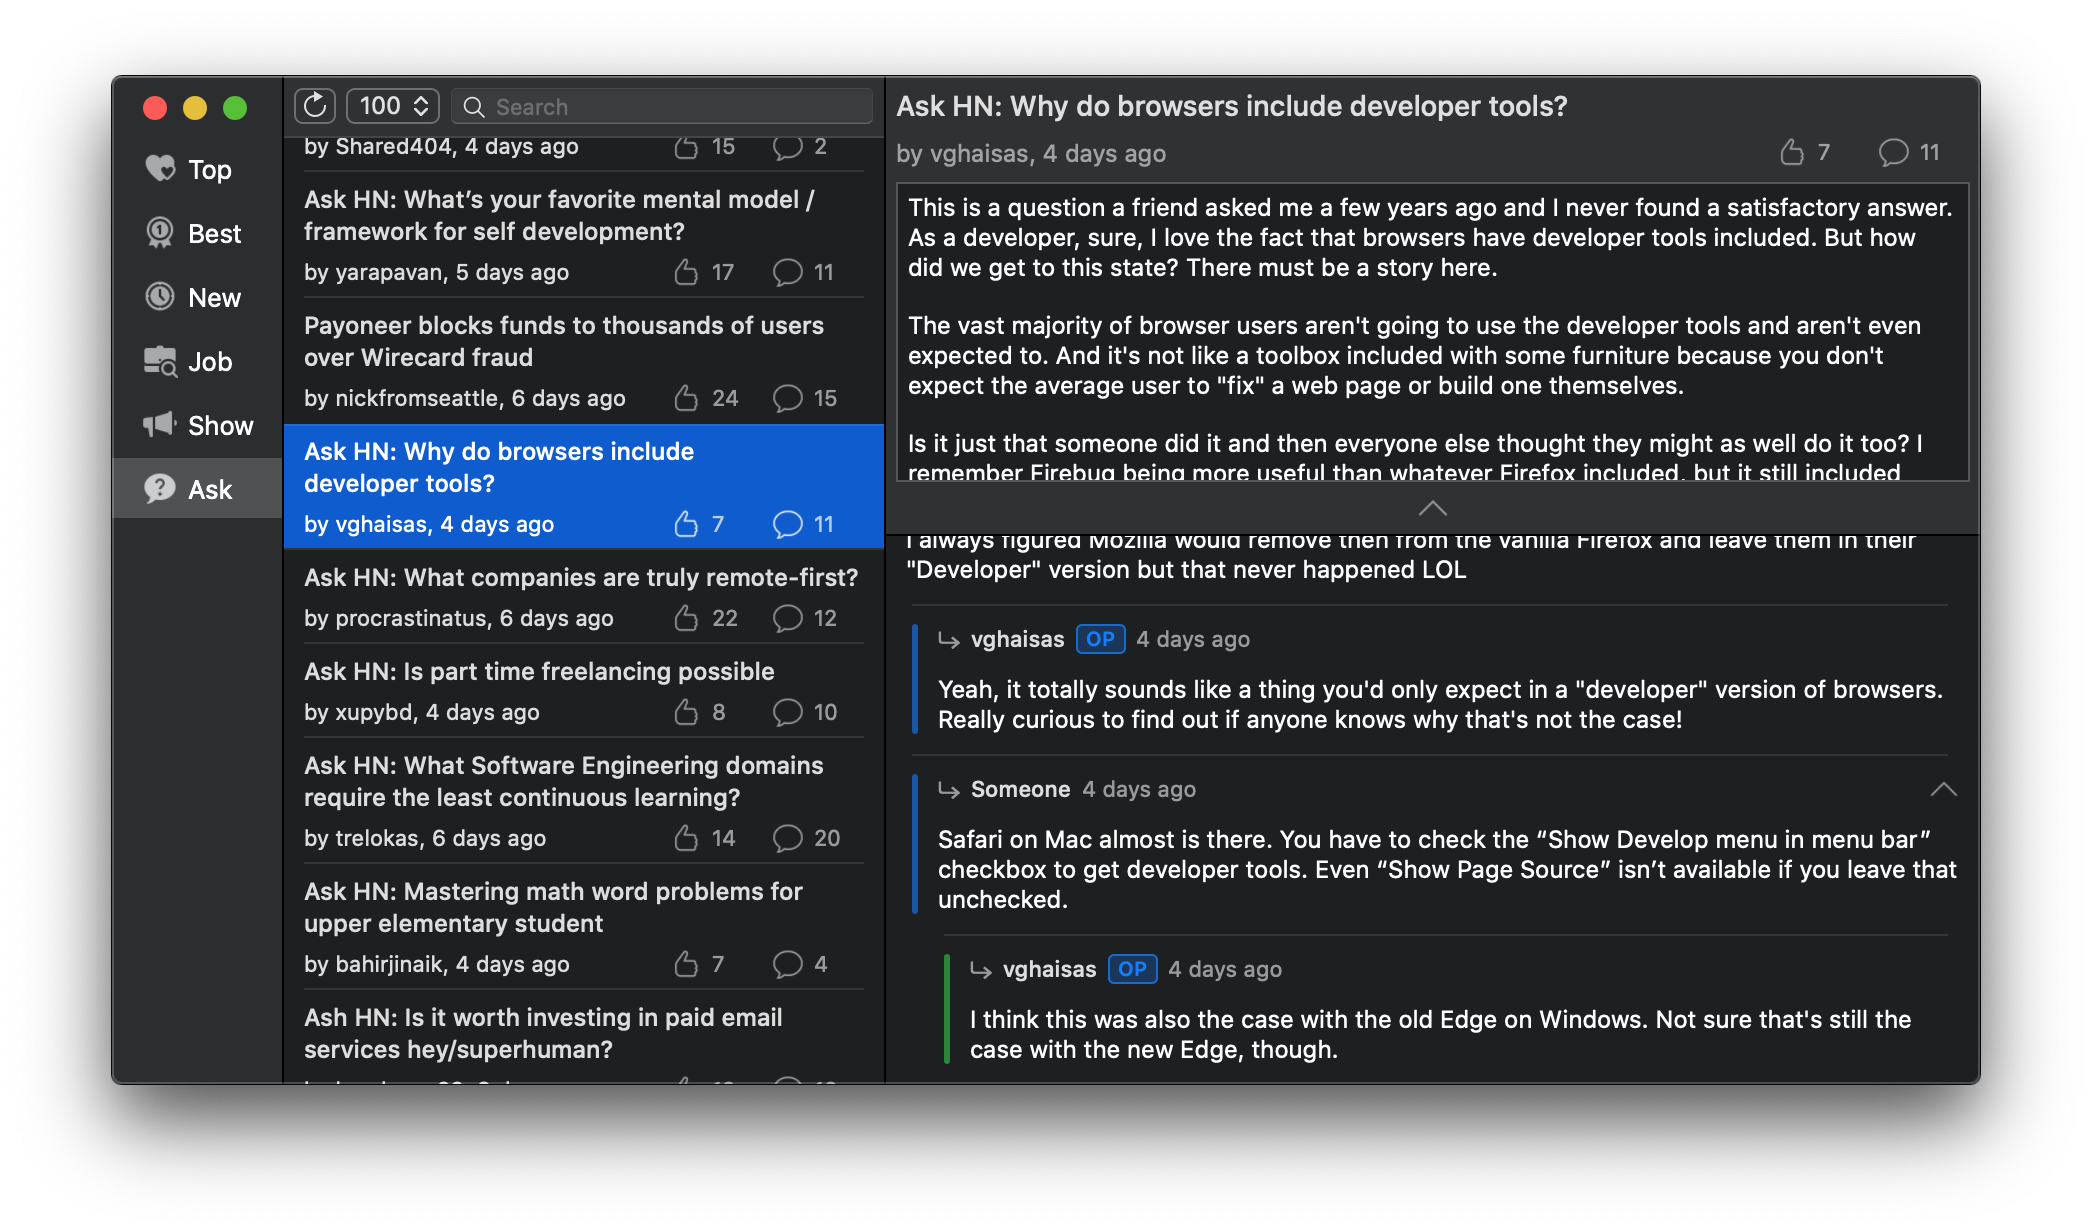 Top
Best
New
Job
Show
Ask
100
Search
by Shared404, 4 days ago 15 2
Ask HN: What’s your favorite mental model /
framework for self development?
by yarapavan, 5 days ago 17 11
Payoneer blocks funds to thousands of users
over Wirecard fraud
by nickfromseattle, 6 days ago 24 15
Ask HN: Why do browsers include
developer tools?
by vghaisas, 4 days ago 7 11
Ask HN: What companies are truly remote-first?
by procrastinatus, 6 days ago 22 12
Ask HN: Is part time freelancing possible
by xupybd, 4 days ago 8 10
Ask HN: What Software Engineering domains
require the least continuous learning?
by trelokas, 6 days ago 14 20
Ask HN: Mastering math word problems for
upper elementary student
by bahirjinaik, 4 days ago 7 4
Ash HN: Is it worth investing in paid email
services hey/superhuman?
Ask HN: Why do browsers include developer tools?
by vghaisas, 4 days ago 7 11
This is a question a friend asked me a few years ago and I never found a satisfactory answer.
As a developer, sure, I love the fact that browsers have developer tools included. But how
did we get to this state? There must be a story here.
The vast majority of browser users aren't going to use the developer tools and aren't even
expected to. And it's not like a toolbox included with some furniture because you don't
expect the average user to "fix" a web page or build one themselves.
Is it just that someone did it and then everyone else thought they might as well do it too? I
remember Firebug being more useful than whatever Firefox included, but it still included
I always figured Mozilla would remove then from the vanilla Firefox and leave them in their
"Developer" version but that never happened LOL
vghaisas OP 4 days ago
Yeah, it totally sounds like a thing you'd only expect in a "developer" version of browsers.
Really curious to find out if anyone knows why that's not the case!
Someone 4 days ago
Safari on Mac almost is there. You have to check the “Show Develop menu in menu bar”
checkbox to get developer tools. Even “Show Page Source” isn’t available if you leave that
unchecked.
vghaisas OP 4 days ago
I think this was also the case with the old Edge on Windows. Not sure that's still the
case with the new Edge, though.